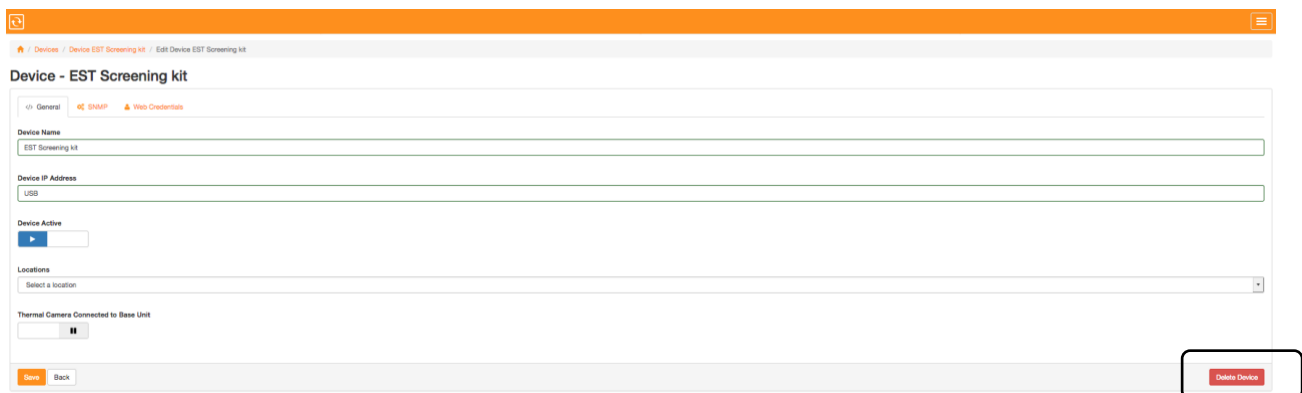 / Devices / Device EST Screening kit / Edit Device EST Screening kit
Device - EST Screening kit
General SNMP Web Credentials
Device Name
EST Screening kit
Device IP Address
USB
Device Active
Locations
Select a location
Thermal Camera Connected to Base Unit
Save Back Delete Device